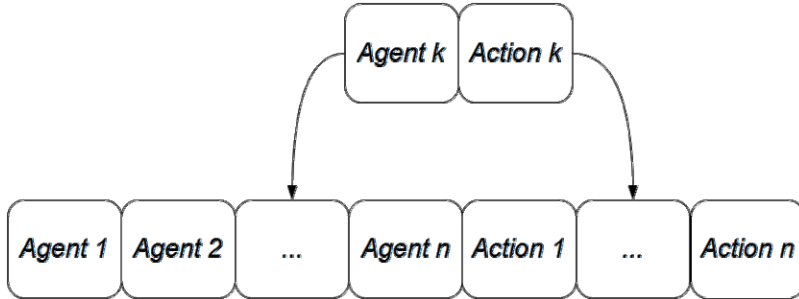 Agent k Action k
Agent 1 Agent 2 ... Agent n Action 1 ... Action n